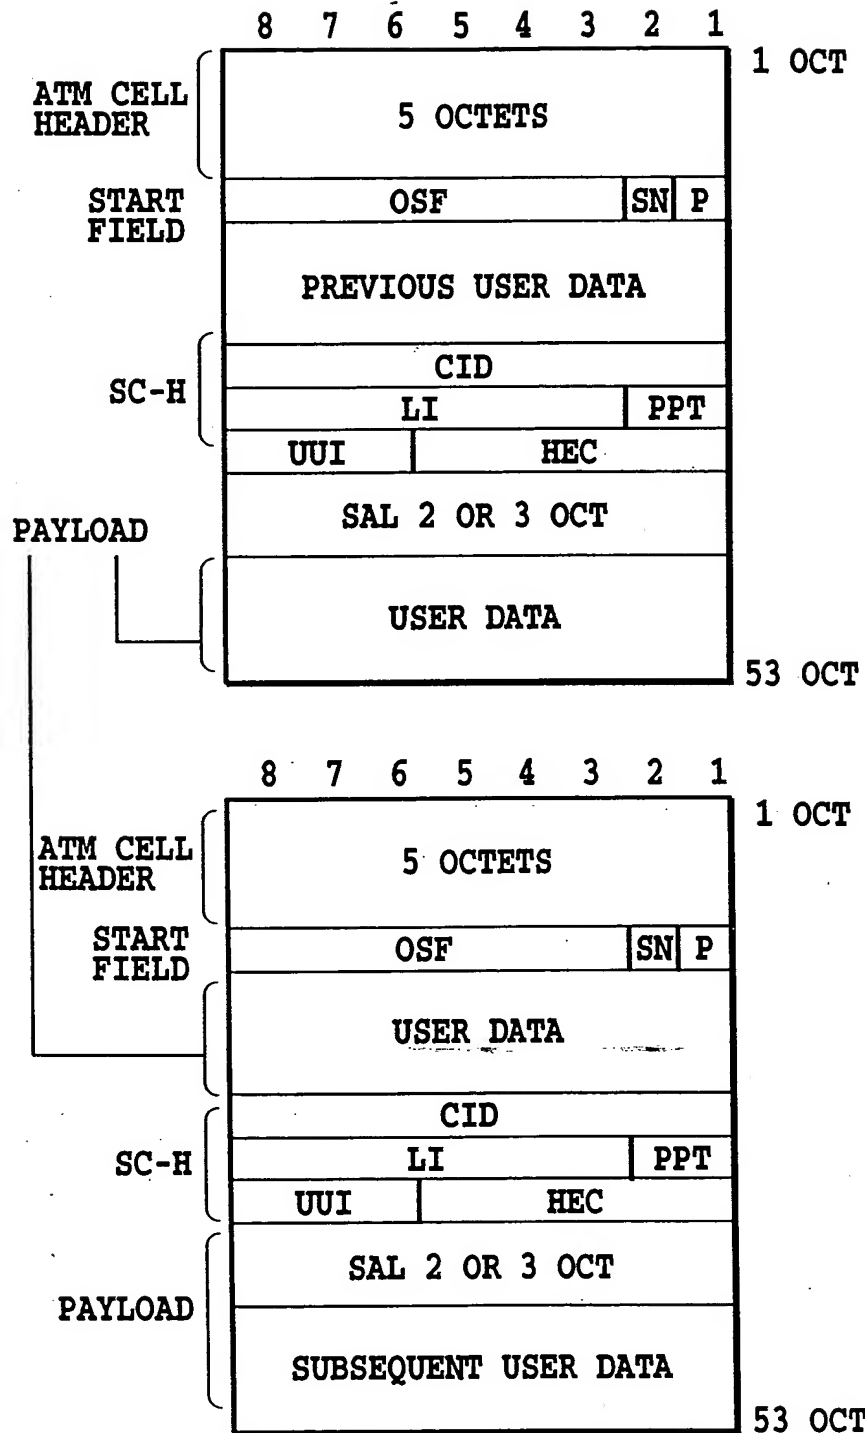 8 7 6 5 4 3 2 1
1 OCT
ATM CELL
HEADER
5 OCTETS
START
FIELD
OSF SN P
PREVIOUS USER DATA
SC-H
CID
LI PPT
UUI HEC
SAL 2 OR 3 OCT
PAYLOAD
USER DATA
53 OCT
8 7 6 5 4 3 2 1
1 OCT
ATM CELL
HEADER
5 OCTETS
START
FIELD
OSF SN P
USER DATA
SC-H
CID
LI PPT
UUI HEC
SAL 2 OR 3 OCT
PAYLOAD
SUBSEQUENT USER DATA
53 OCT